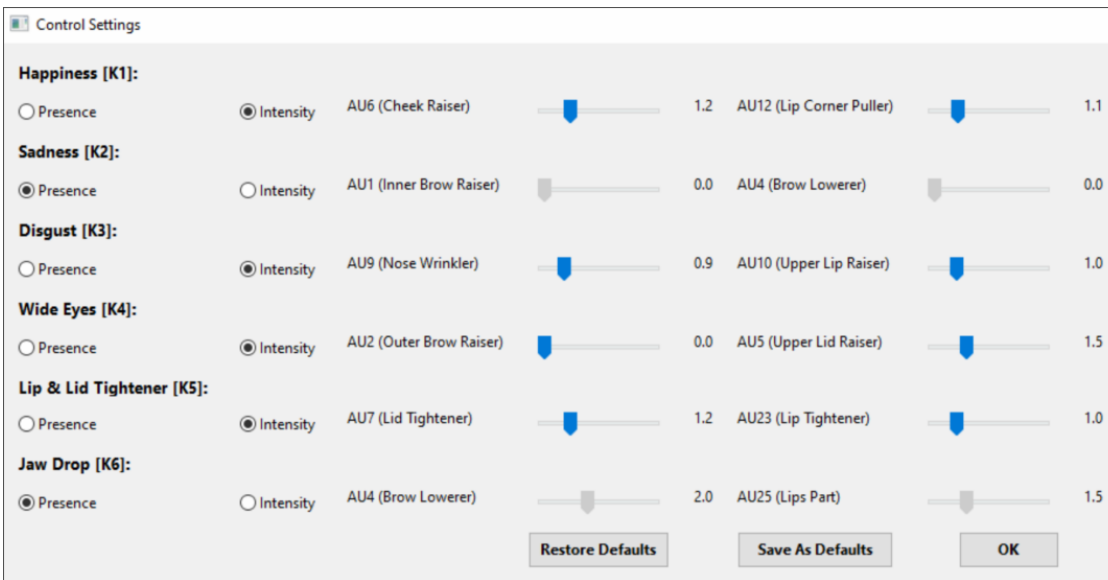 Control Settings
Happiness [K1]:
Presence Intensity AU6 (Cheek Raiser) 1.2 AU12 (Lip Corner Puller) 1.1
Sadness [K2]:
Presence Intensity AU1 (Inner Brow Raiser) 0.0 AU4 (Brow Lowerer) 0.0
Disgust [K3]:
Presence Intensity AU9 (Nose Wrinkler) 0.9 AU10 (Upper Lip Raiser) 1.0
Wide Eyes [K4]:
Presence Intensity AU2 (Outer Brow Raiser) 0.0 AU5 (Upper Lid Raiser) 1.5
Lip & Lid Tightener [K5]:
Presence Intensity AU7 (Lid Tightener) 1.2 AU23 (Lip Tightener) 1.0
Jaw Drop [K6]:
Presence Intensity AU4 (Brow Lowerer) 2.0 AU25 (Lips Part) 1.5
Restore Defaults Save As Defaults OK